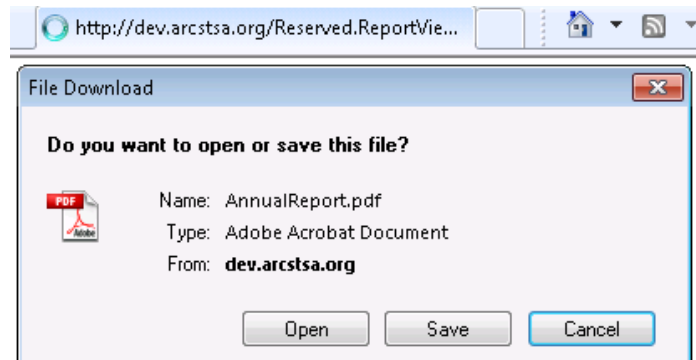 http://dev.arcstsa.org/Reserved.ReportVie...
File Download
Do you want to open or save this file?
PDF
Adobe
Name: AnnualReport.pdf
Type: Adobe Acrobat Document
From: dev.arcstsa.org
Open Save Cancel